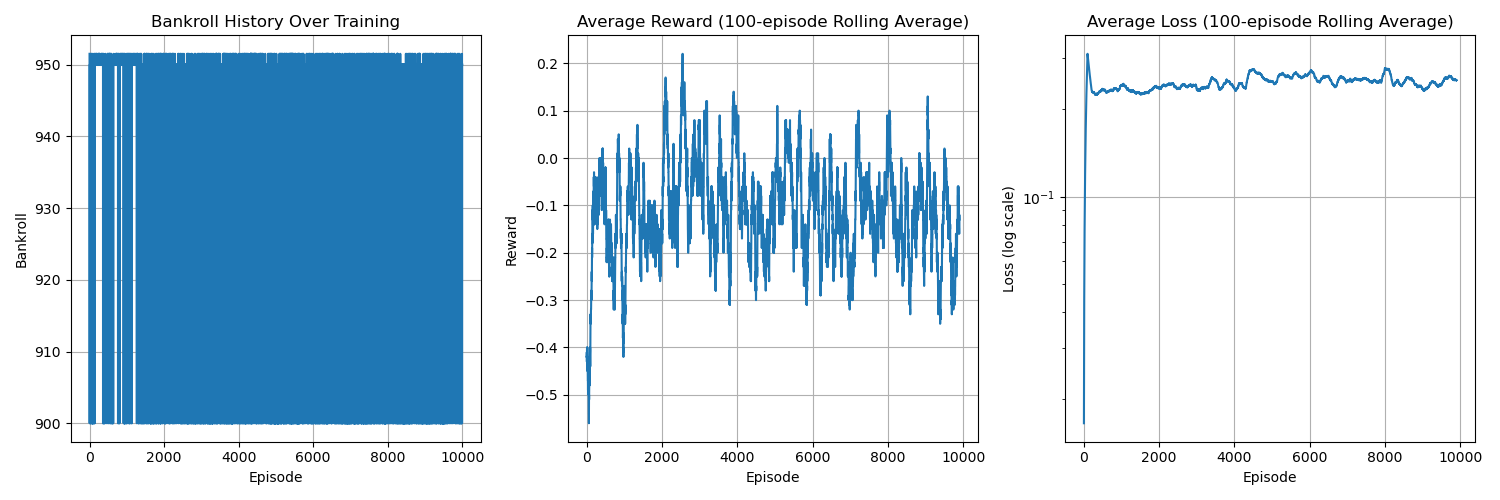 Bankroll History Over Training
950
940
930
920
910
900
Bankroll
0 2000 4000 6000 8000 10000
Episode
Average Reward (100-episode Rolling Average)
0.2
0.1
0.0
−0.1
−0.2
−0.3
−0.4
−0.5
Reward
0 2000 4000 6000 8000 10000
Episode
Average Loss (100-episode Rolling Average)
10⁻¹
Loss (log scale)
0 2000 4000 6000 8000 10000
Episode